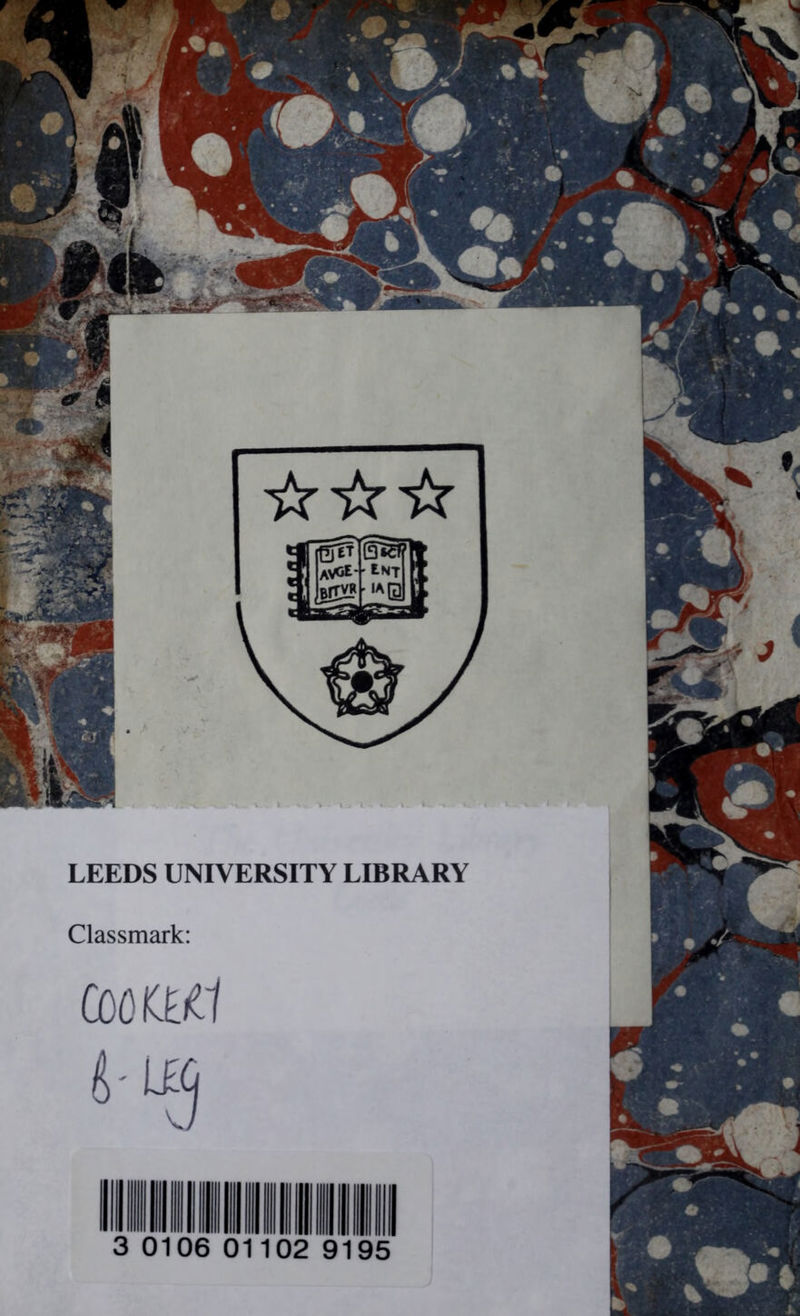 ET
AVGE-
BITVR
& SCI
ENT
IA
LEEDS UNIVERSITY LIBRARY
Classmark:
COOKERY
B-LEG
3 0106 01102 9195